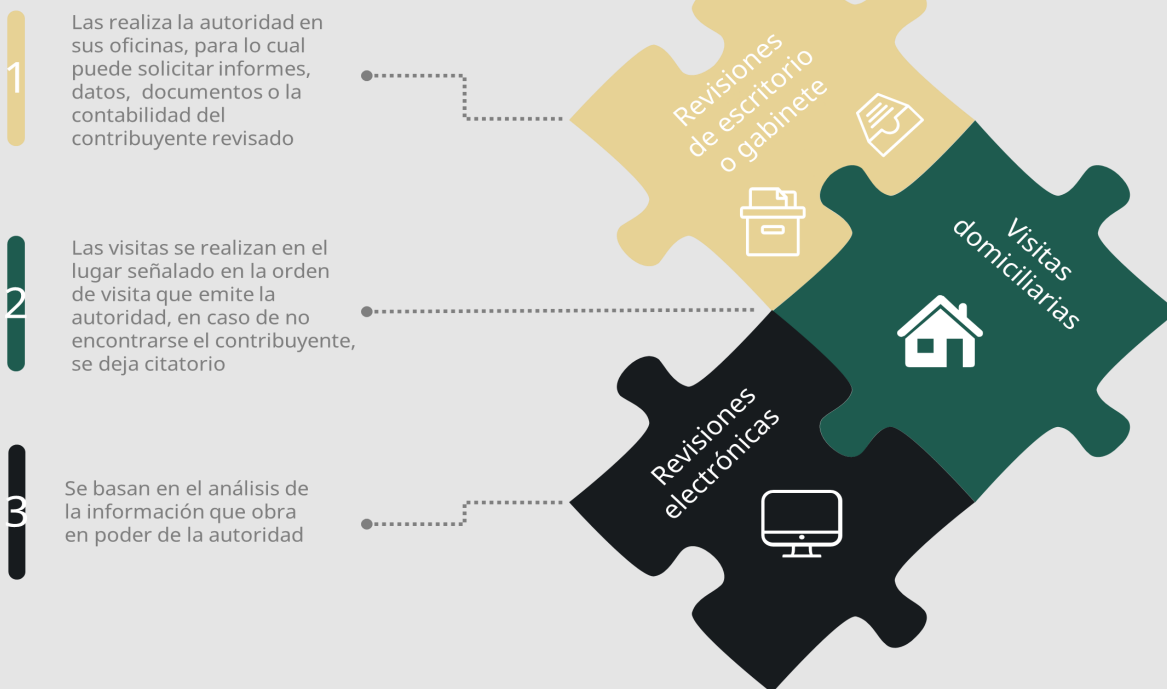 1
Las realiza la autoridad en
sus oficinas, para lo cual
puede solicitar informes,
datos,  documentos o la
contabilidad del
contribuyente revisado
Revisiones
de escritorio
o gabinete
2
Las visitas se realizan en el
lugar señalado en la orden
de visita que emite la
autoridad, en caso de no
encontrarse el contribuyente,
se deja citatorio
Visitas
domiciliarias
3
Se basan en el análisis de
la información que obra
en poder de la autoridad
Revisiones
electrónicas